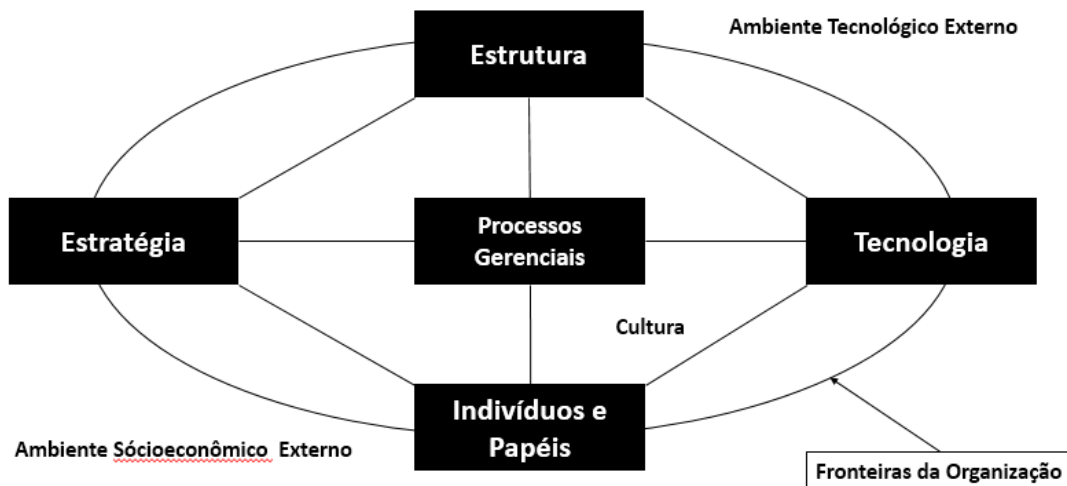 Ambiente Tecnológico Externo
Estrutura
Estratégia
Processos
Gerenciais
Tecnologia
Cultura
Indivíduos e
Papéis
Ambiente Sócioeconômico Externo
Fronteiras da Organização